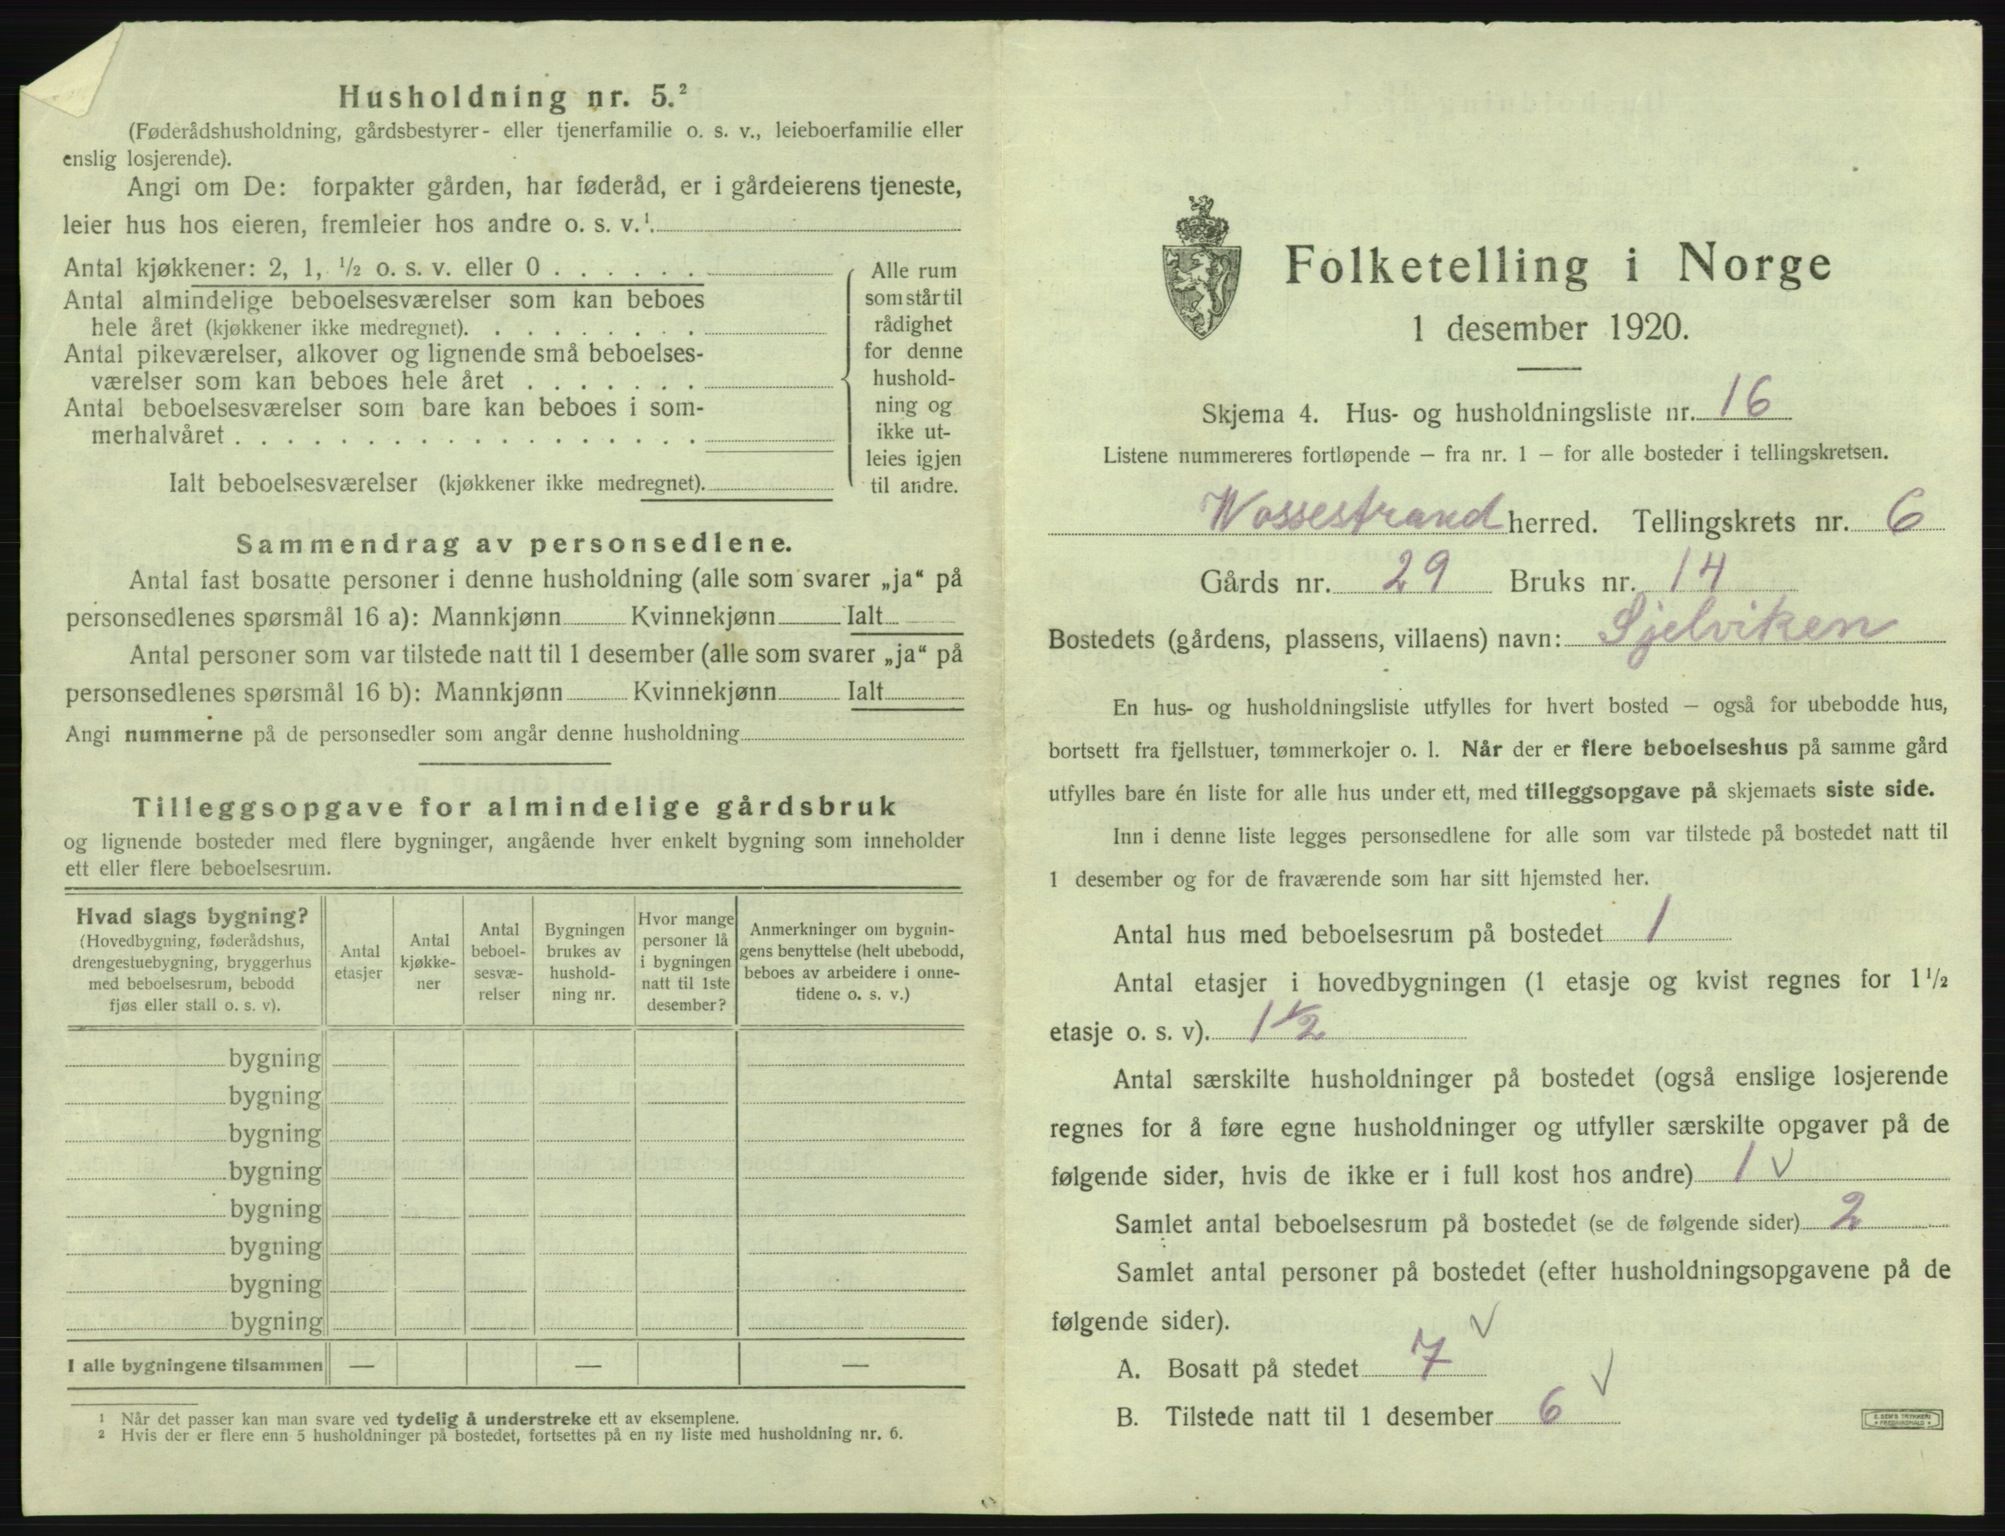 Husholdning nr. 5.²
(Føderådshusholdning, gårdsbestyrer- eller tjenerfamilie o. s. v., leieboerfamilie eller
enslig losjerende).
Angi om De: forpakter gården, har føderåd, er i gårdeierens tjeneste,
leier hus hos eieren, fremleier hos andre o. s. v.¹.
Antal kjøkkener: 2, 1, ½ o. s. v. eller 0 . . . . . .
Antal almindelige beboelsesværelser som kan beboes
hele året (kjøkkener ikke medregnet). . . . . . . . .
Antal pikeværelser, alkover og lignende små beboelses-
værelser som kan beboes hele året . . . . . . .
Antal beboelsesværelser som bare kan beboes i som-
merhalvåret . . . . . . . . . . . . . . . . . .
Ialt beboelsesværelser (kjøkkener ikke medregnet).
Alle rum
som står til
rådighet
for denne
hushold-
ning og
ikke ut-
leies igjen
til andre.
Sammendrag av personsedlene.
Antal fast bosatte personer i denne husholdning (alle som svarer „ja“ på
personsedlenes spørsmål 16 a): Mannkjønn Kvinnekjønn Ialt
Antal personer som var tilstede natt til 1 desember (alle som svarer „ja“ på
personsedlenes spørsmål 16 b): Mannkjønn Kvinnekjønn Ialt
Angi nummerne på de personsedler som angår denne husholdning
Tilleggsopgave for almindelige gårdsbruk
og lignende bosteder med flere bygninger, angående hver enkelt bygning som inneholder
ett eller flere beboelsesrum.
Hvad slags bygning?
(Hovedbygning, føderådshus,
drengestuebygning, bryggerhus
med beboelsesrum, bebodd
fjøs eller stall o. s. v).
Antal
etasjer
Antal
kjøkke-
ner
Antal
beboel-
sesvæ-
relser
Bygningen
brukes av
hushold-
ning nr.
Hvor mange
personer lå
i bygningen
natt til 1ste
desember?
Anmerkninger om bygnin-
gens benyttelse (helt ubebodd,
beboes av arbeidere i onne-
tidene o. s. v.)
bygning
bygning
bygning
bygning
bygning
bygning
bygning
bygning
I alle bygningene tilsammen — — —
¹ Når det passer kan man svare ved tydelig å understreke ett av eksemplene.
² Hvis der er flere enn 5 husholdninger på bostedet, fortsettes på en ny liste med husholdning nr. 6.
Folketelling i Norge
1 desember 1920.
Skjema 4. Hus- og husholdningsliste nr. 16
Listene nummereres fortløpende — fra nr. 1 — for alle bosteder i tellingskretsen.
Wossestrand herred. Tellingskrets nr. 6
Gårds nr. 29 Bruks nr. 14
Bostedets (gårdens, plassens, villaens) navn: Sjelviken
En hus- og husholdningsliste utfylles for hvert bosted — også for ubebodde hus,
bortsett fra fjellstuer, tømmerkojer o. l. Når der er flere beboelseshus på samme gård
utfylles bare én liste for alle hus under ett, med tilleggsopgave på skjemaets siste side.
Inn i denne liste legges personsedlene for alle som var tilstede på bostedet natt til
1 desember og for de fraværende som har sitt hjemsted her.
Antal hus med beboelsesrum på bostedet 1
Antal etasjer i hovedbygningen (1 etasje og kvist regnes for 1½
etasje o. s. v). 1½
Antal særskilte husholdninger på bostedet (også enslige losjerende
regnes for å føre egne husholdninger og utfyller særskilte opgaver på de
følgende sider, hvis de ikke er i full kost hos andre) 1 ✓
Samlet antal beboelsesrum på bostedet (se de følgende sider) 2
Samlet antal personer på bostedet (efter husholdningsopgavene på de
følgende sider).
A. Bosatt på stedet 7 ✓
B. Tilstede natt til 1 desember 6 ✓